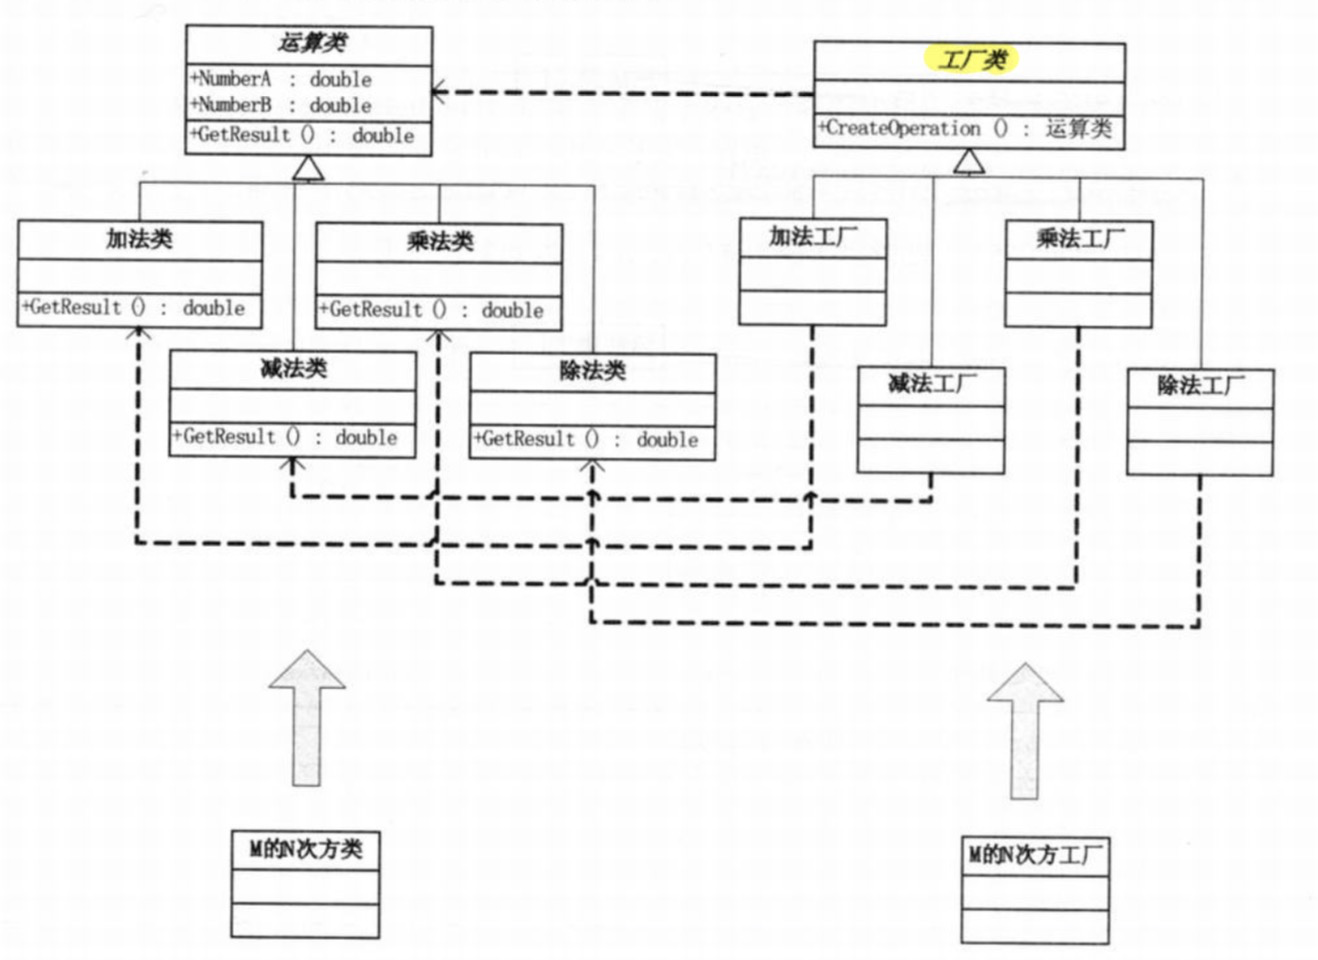 运算类
+NumberA : double
+NumberB : double
+GetResult () : double
工厂类
+CreateOperation () : 运算类
加法类
+GetResult () : double
乘法类
+GetResult () : double
减法类
+GetResult () : double
除法类
+GetResult () : double
加法工厂
乘法工厂
减法工厂
除法工厂
M的N次方类
M的N次方工厂